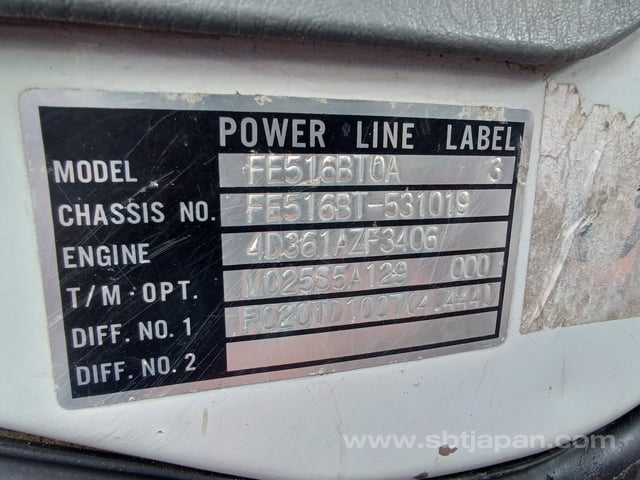 POWER LINE LABEL
MODEL FE516BT0A 3
CHASSIS NO. FE516BT-531019
ENGINE 4D361AZF3406
T/M·OPT. M025S5A129 000
DIFF. NO. 1 R0201D1007(4.444)
DIFF. NO. 2
www.sbtjapan.com